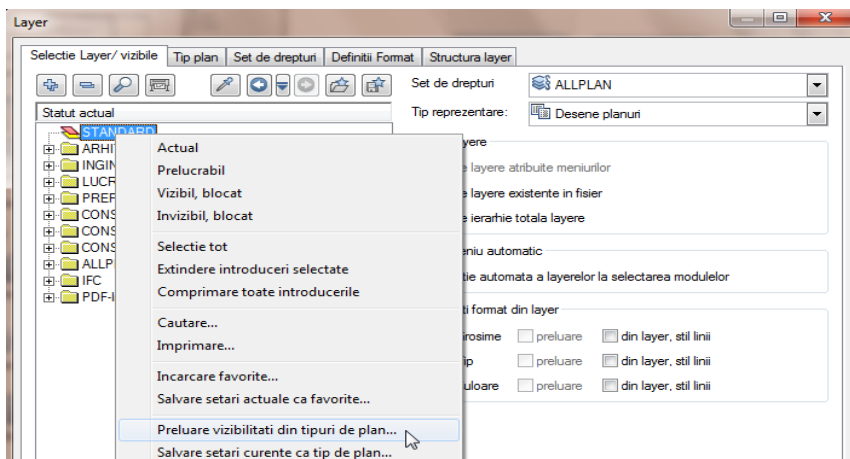 Layer
Selectie Layer/ vizibile Tip plan Set de drepturi Definitii Format Structura layer
Set de drepturi ALLPLAN
Statut actual Tip reprezentare: Desene planuri
STANDARD
Actual
Prelucrabil layere atribuite meniurilor
Vizibil, blocat layere existente in fisier
Invizibil, blocat ierarhie totala layere
Selectie tot automatic
Extindere introduceri selectate automata a layerelor la selectarea modulelor
ALLP
Comprimare toate introducerile
IFC
PDF-I format din layer
Cautare...
preluare din layer, stil linii
Imprimare...
preluare din layer, stil linii
Incarcare favorite...
preluare din layer, stil linii
Salvare setari actuale ca favorite...
Preluare vizibilitati din tipuri de plan...
Salvare setari curente ca tip de plan...